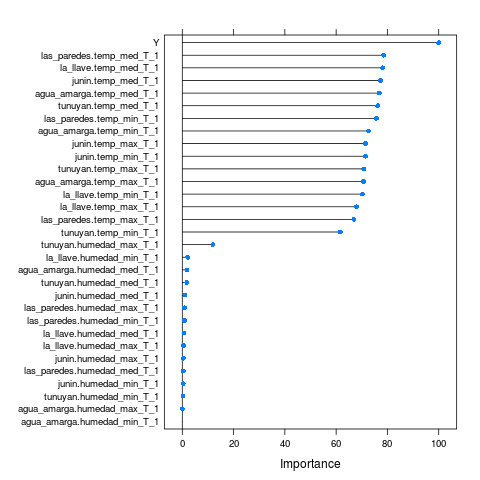 Y
las_paredes.temp_med_T_1
la_llave.temp_med_T_1
junin.temp_med_T_1
agua_amarga.temp_med_T_1
tunuyan.temp_med_T_1
las_paredes.temp_min_T_1
agua_amarga.temp_min_T_1
junin.temp_max_T_1
junin.temp_min_T_1
tunuyan.temp_max_T_1
agua_amarga.temp_max_T_1
la_llave.temp_min_T_1
la_llave.temp_max_T_1
las_paredes.temp_max_T_1
tunuyan.temp_min_T_1
tunuyan.humedad_max_T_1
la_llave.humedad_min_T_1
agua_amarga.humedad_med_T_1
tunuyan.humedad_med_T_1
junin.humedad_med_T_1
las_paredes.humedad_max_T_1
las_paredes.humedad_min_T_1
la_llave.humedad_med_T_1
la_llave.humedad_max_T_1
junin.humedad_max_T_1
las_paredes.humedad_med_T_1
junin.humedad_min_T_1
tunuyan.humedad_min_T_1
agua_amarga.humedad_max_T_1
agua_amarga.humedad_min_T_1
0 20 40 60 80 100
Importance